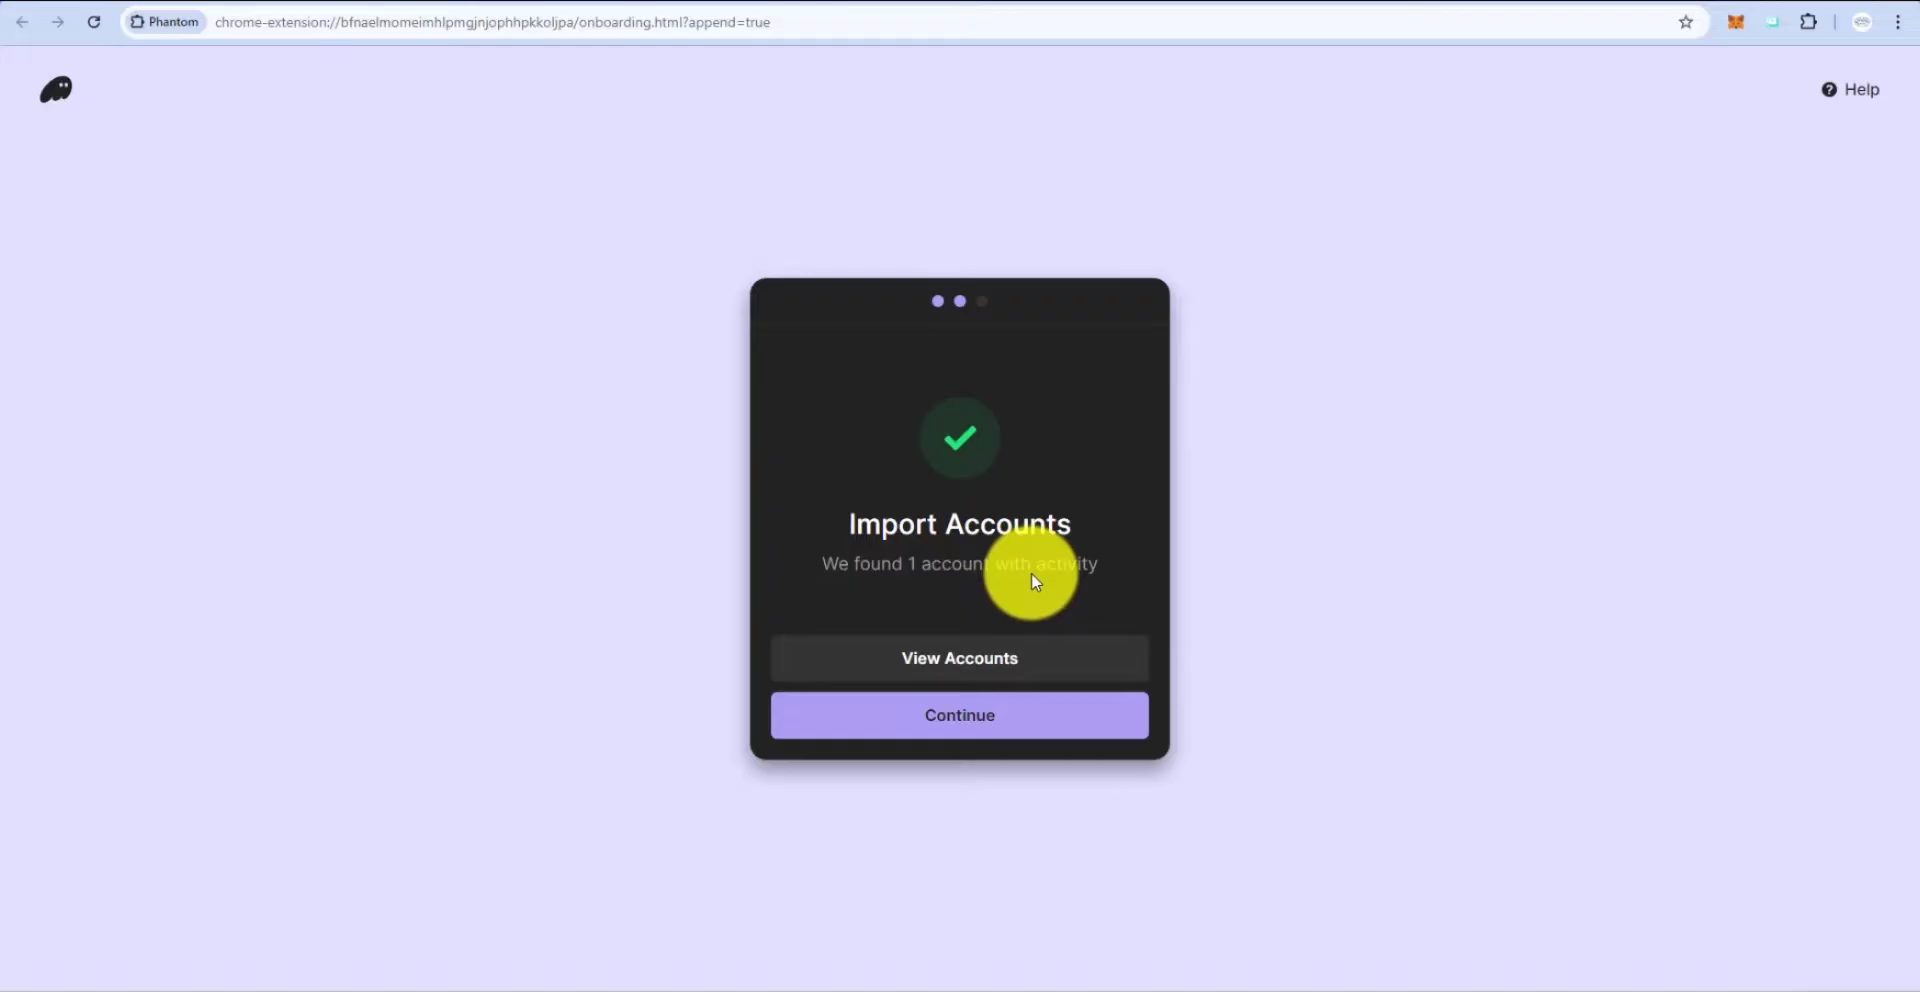 Phantom chrome-extension://bfnaelmomeimhlpmgjnjophhpkkoljpa/onboarding.html?append=true
Help
Import Accounts
We found 1 account with activity
View Accounts
Continue